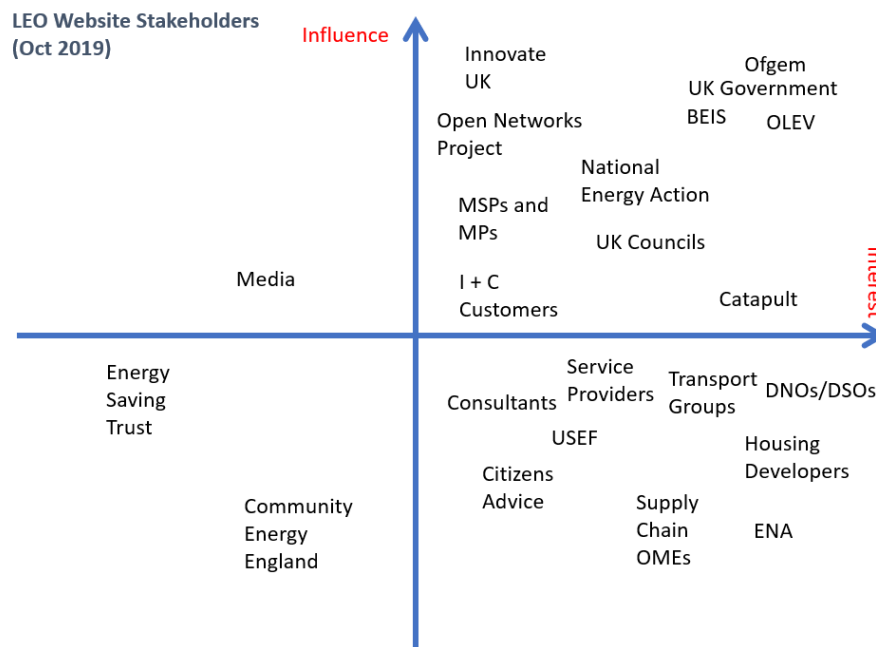 LEO Website Stakeholders
(Oct 2019)
Influence
Innovate
UK
Ofgem
UK Government
BEIS
OLEV
Open Networks
Project
National
Energy Action
MSPs and
MPs
UK Councils
Interest
Media
I + C
Customers
Catapult
Energy
Saving
Trust
Service
Providers
Transport
Groups
DNOs/DSOs
Consultants
USEF
Housing
Developers
Citizens
Advice
Community
Energy
England
Supply
Chain
OMEs
ENA